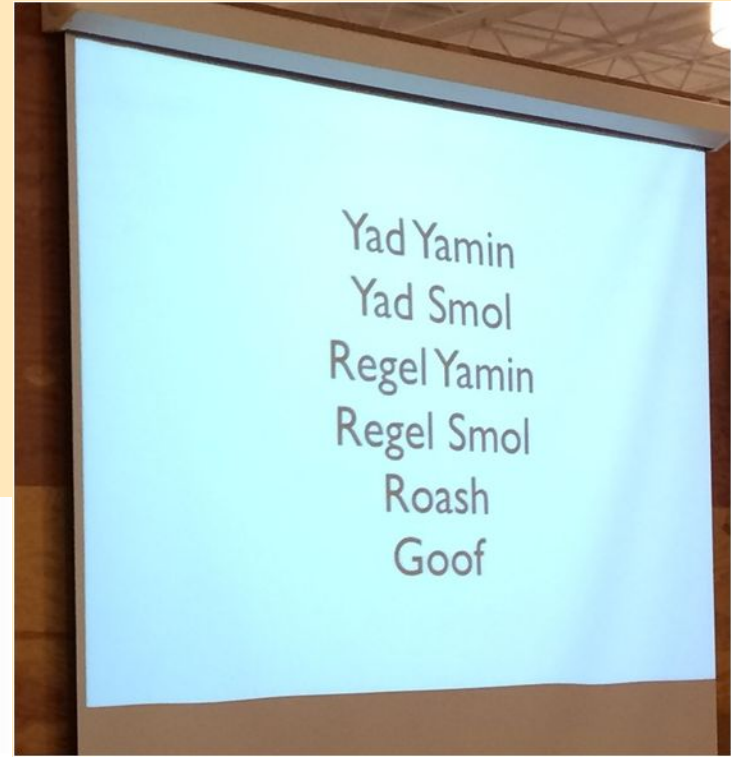 Yad Yamin
Yad Smol
Regel Yamin
Regel Smol
Roash
Goof